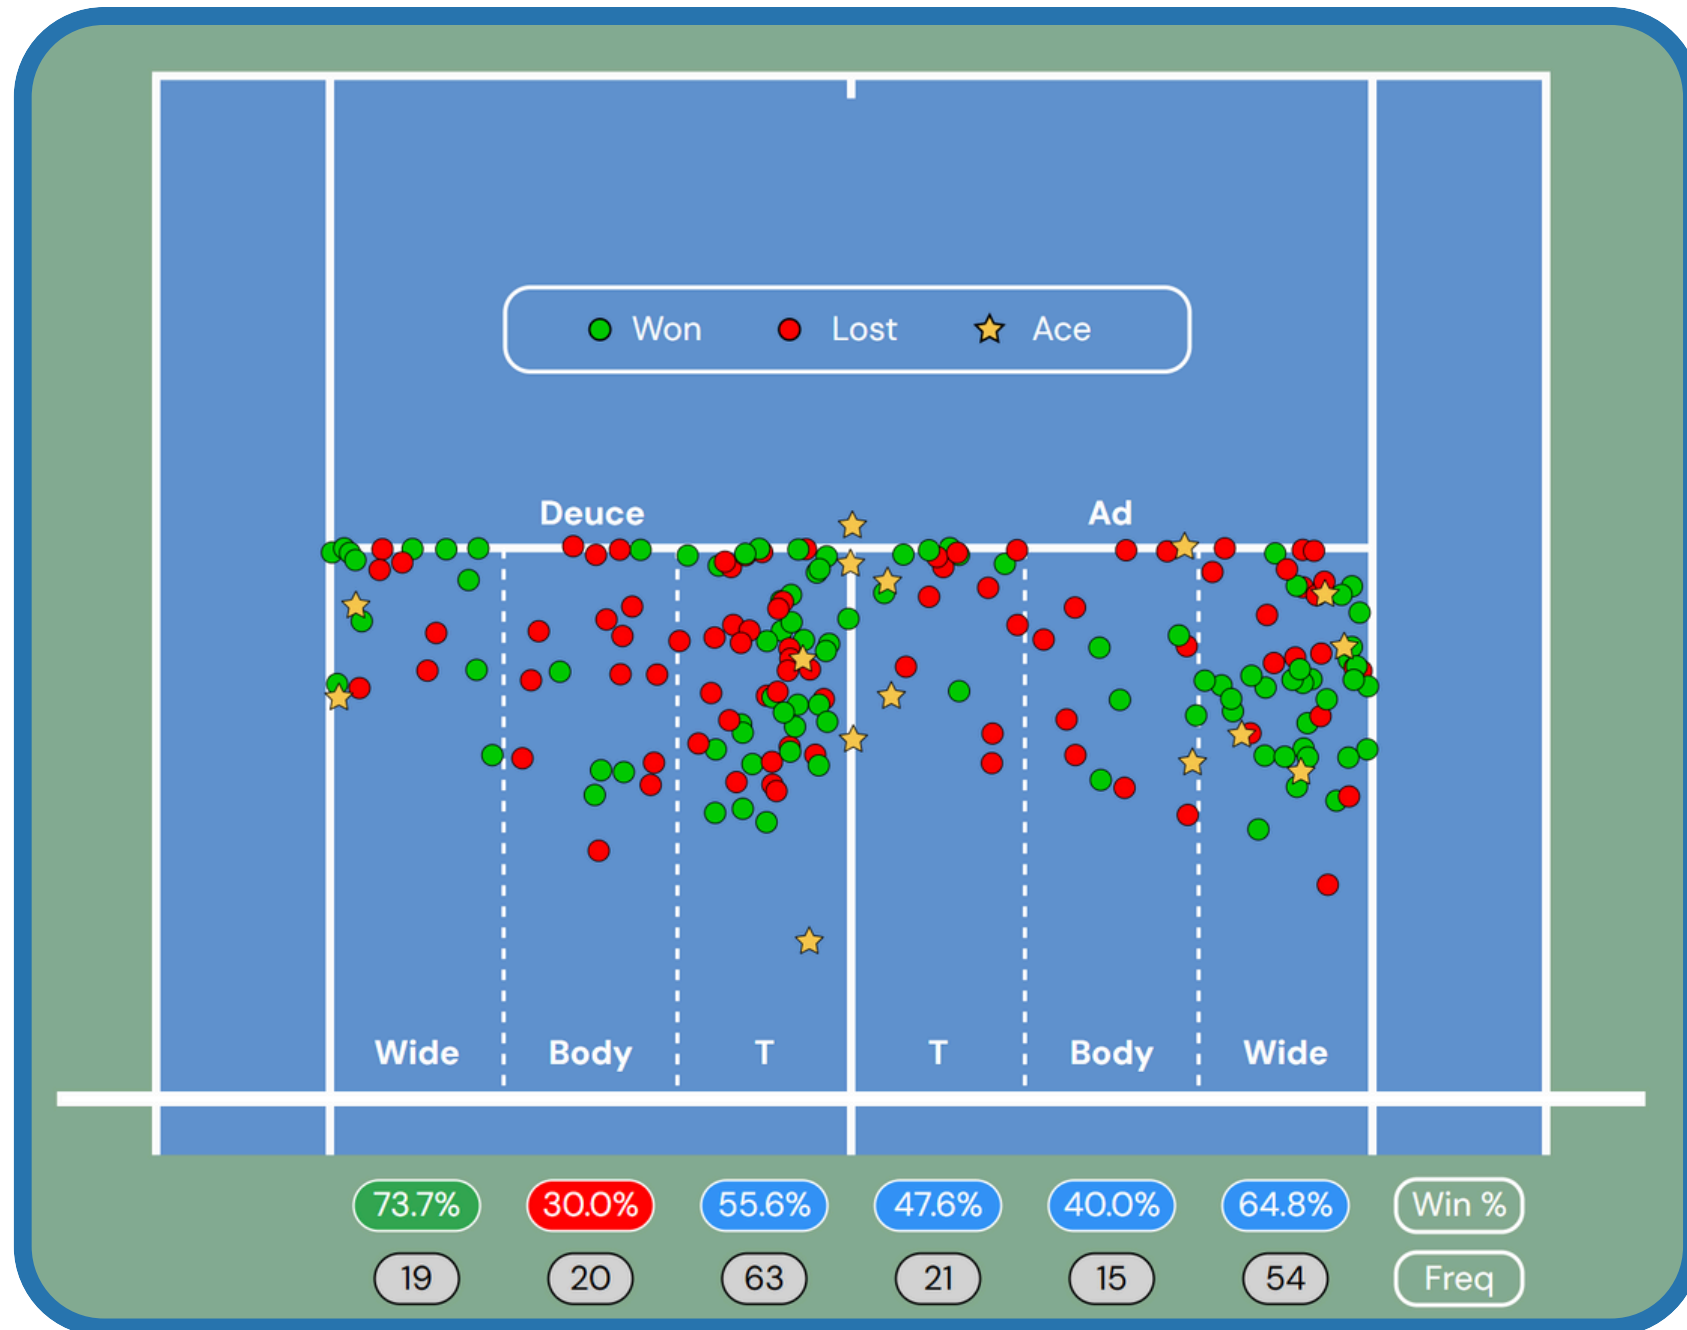 Won Lost Ace
Deuce Ad
Wide Body T T Body Wide
73.7% 30.0% 55.6% 47.6% 40.0% 64.8% Win %
19 20 63 21 15 54 Freq